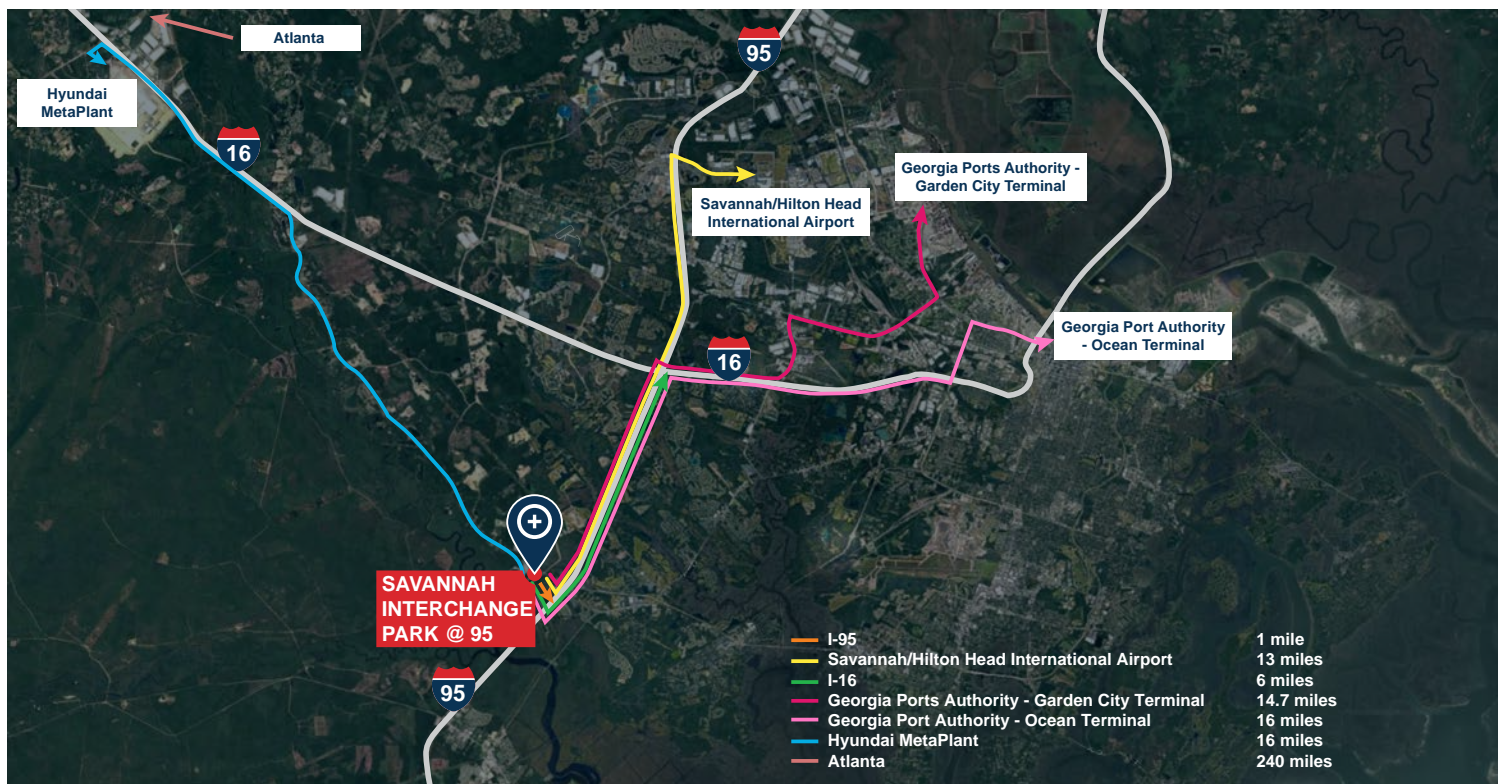 Atlanta
95
Hyundai
MetaPlant
16
Georgia Ports Authority -
Garden City Terminal
Savannah/Hilton Head
International Airport
Georgia Port Authority
- Ocean Terminal
16
SAVANNAH
INTERCHANGE
PARK @ 95
95
I-95 1 mile
Savannah/Hilton Head International Airport 13 miles
I-16 6 miles
Georgia Ports Authority - Garden City Terminal 14.7 miles
Georgia Port Authority - Ocean Terminal 16 miles
Hyundai MetaPlant 16 miles
Atlanta 240 miles